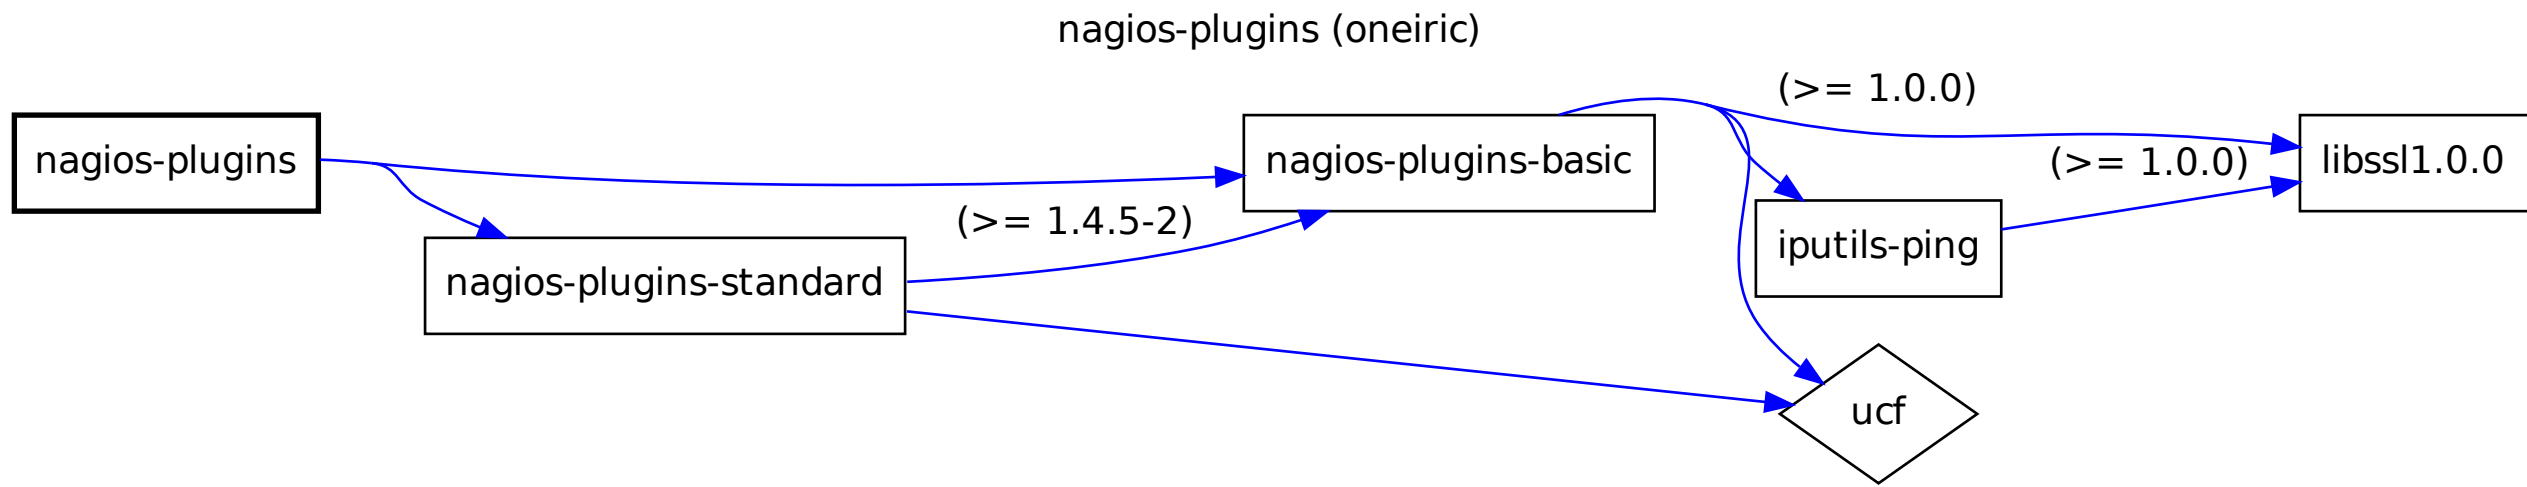 nagios-plugins (oneiric)
(>= 1.0.0)
nagios-plugins
nagios-plugins-basic
libssl1.0.0
(>= 1.0.0)
(>= 1.4.5-2)
iputils-ping
nagios-plugins-standard
ucf